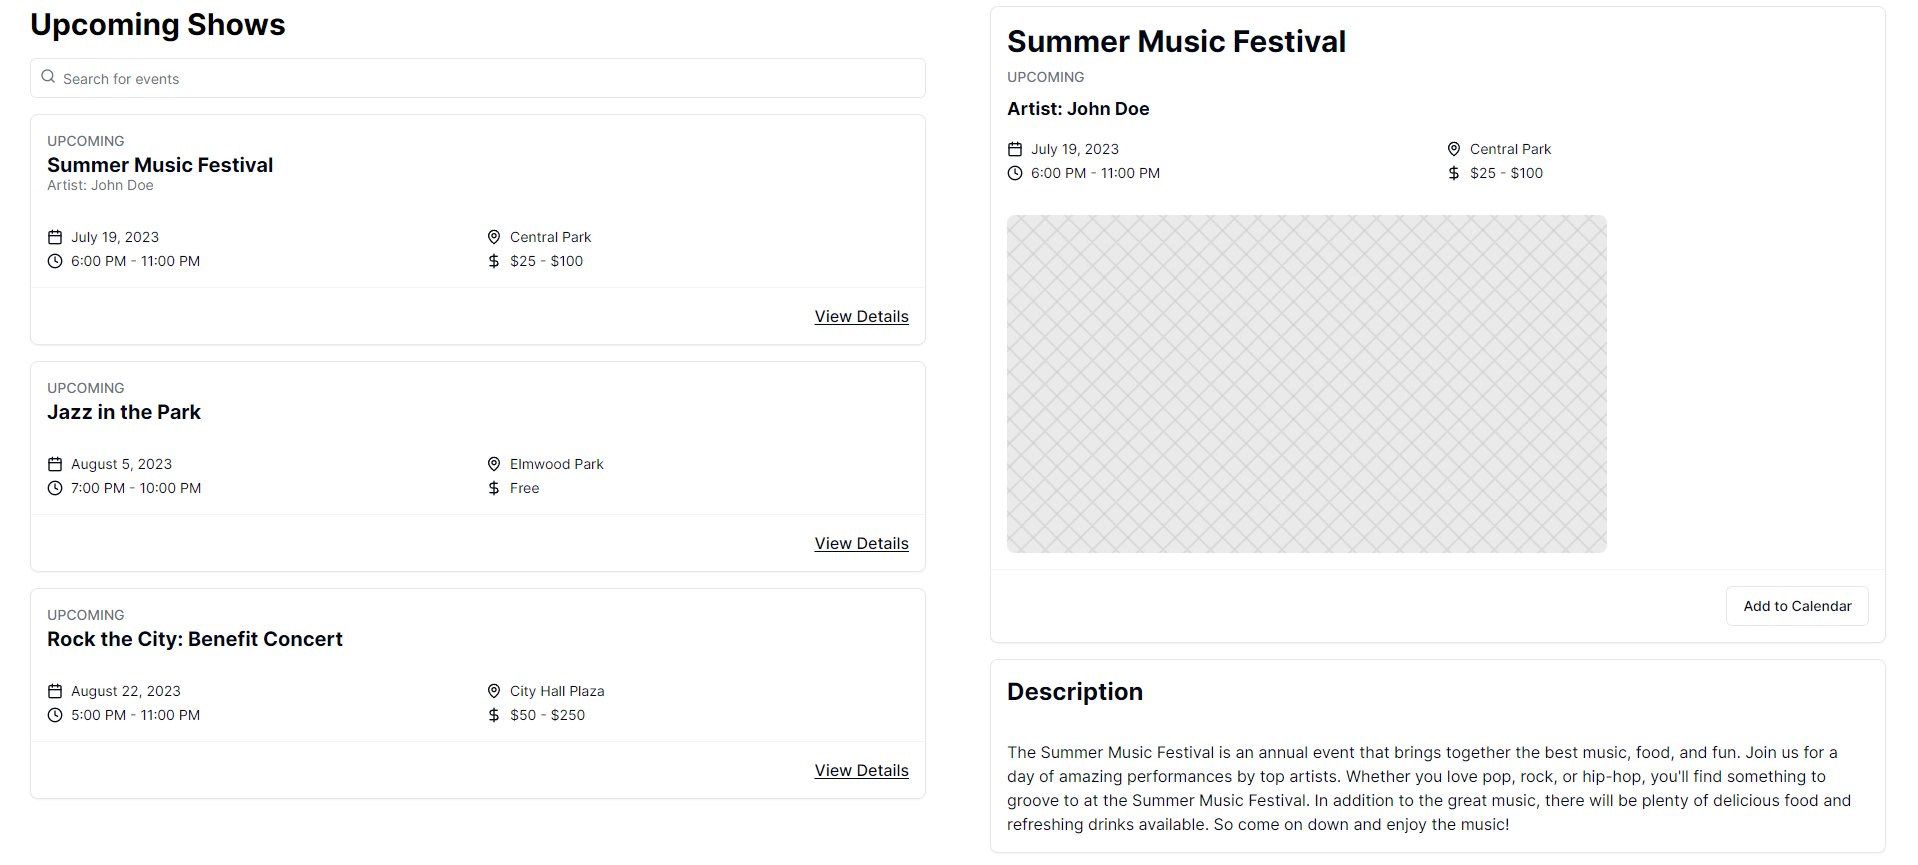 Upcoming Shows
Search for events
UPCOMING
Summer Music Festival
Artist: John Doe
July 19, 2023
Central Park
6:00 PM - 11:00 PM
$25 - $100
View Details
UPCOMING
Jazz in the Park
August 5, 2023
Elmwood Park
7:00 PM - 10:00 PM
Free
View Details
UPCOMING
Rock the City: Benefit Concert
August 22, 2023
City Hall Plaza
5:00 PM - 11:00 PM
$50 - $250
View Details
Summer Music Festival
UPCOMING
Artist: John Doe
July 19, 2023
Central Park
6:00 PM - 11:00 PM
$25 - $100
Add to Calendar
Description
The Summer Music Festival is an annual event that brings together the best music, food, and fun. Join us for a
day of amazing performances by top artists. Whether you love pop, rock, or hip-hop, you'll find something to
groove to at the Summer Music Festival. In addition to the great music, there will be plenty of delicious food and
refreshing drinks available. So come on down and enjoy the music!